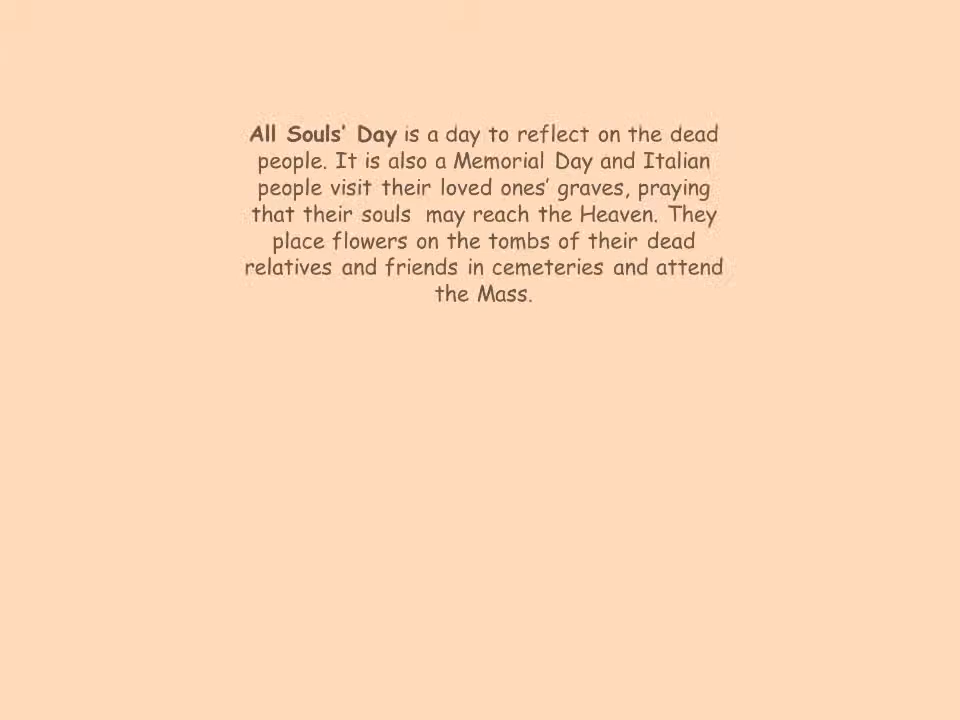 All Souls’ Day is a day to reflect on the dead
people. It is also a Memorial Day and Italian
people visit their loved ones’ graves, praying
that their souls  may reach the Heaven. They
place flowers on the tombs of their dead
relatives and friends in cemeteries and attend
the Mass.